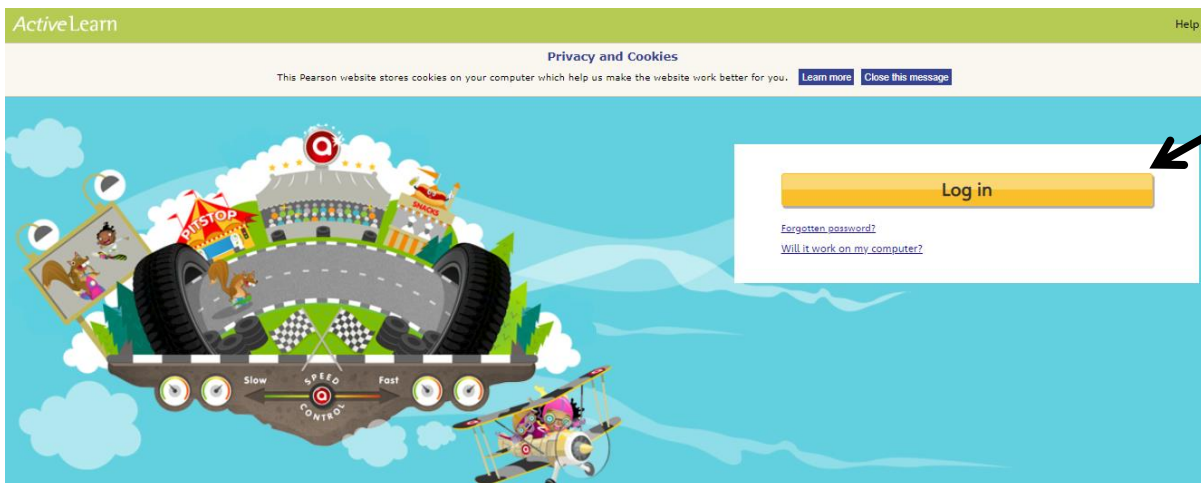 ActiveLearn
Help
Privacy and Cookies
This Pearson website stores cookies on your computer which help us make the website work better for you. Learn more Close this message
a
PITSTOP
SNACKS
Log in
Forgotten password?
Will it work on my computer?
Slow SPEED Fast
a
CONTROL
a